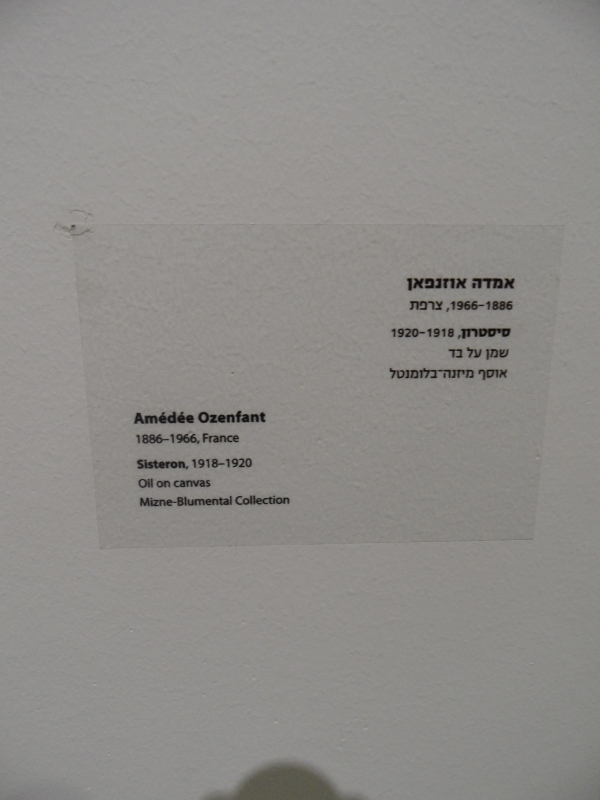 אמדה אוזנפאן
1966-1886, צרפת
סיסטרון, 1920-1918
שמן על בד
אוסף מיזנה־בלומנטל
Amédée Ozenfant
1886–1966, France
Sisteron, 1918–1920
Oil on canvas
Mizne-Blumental Collection